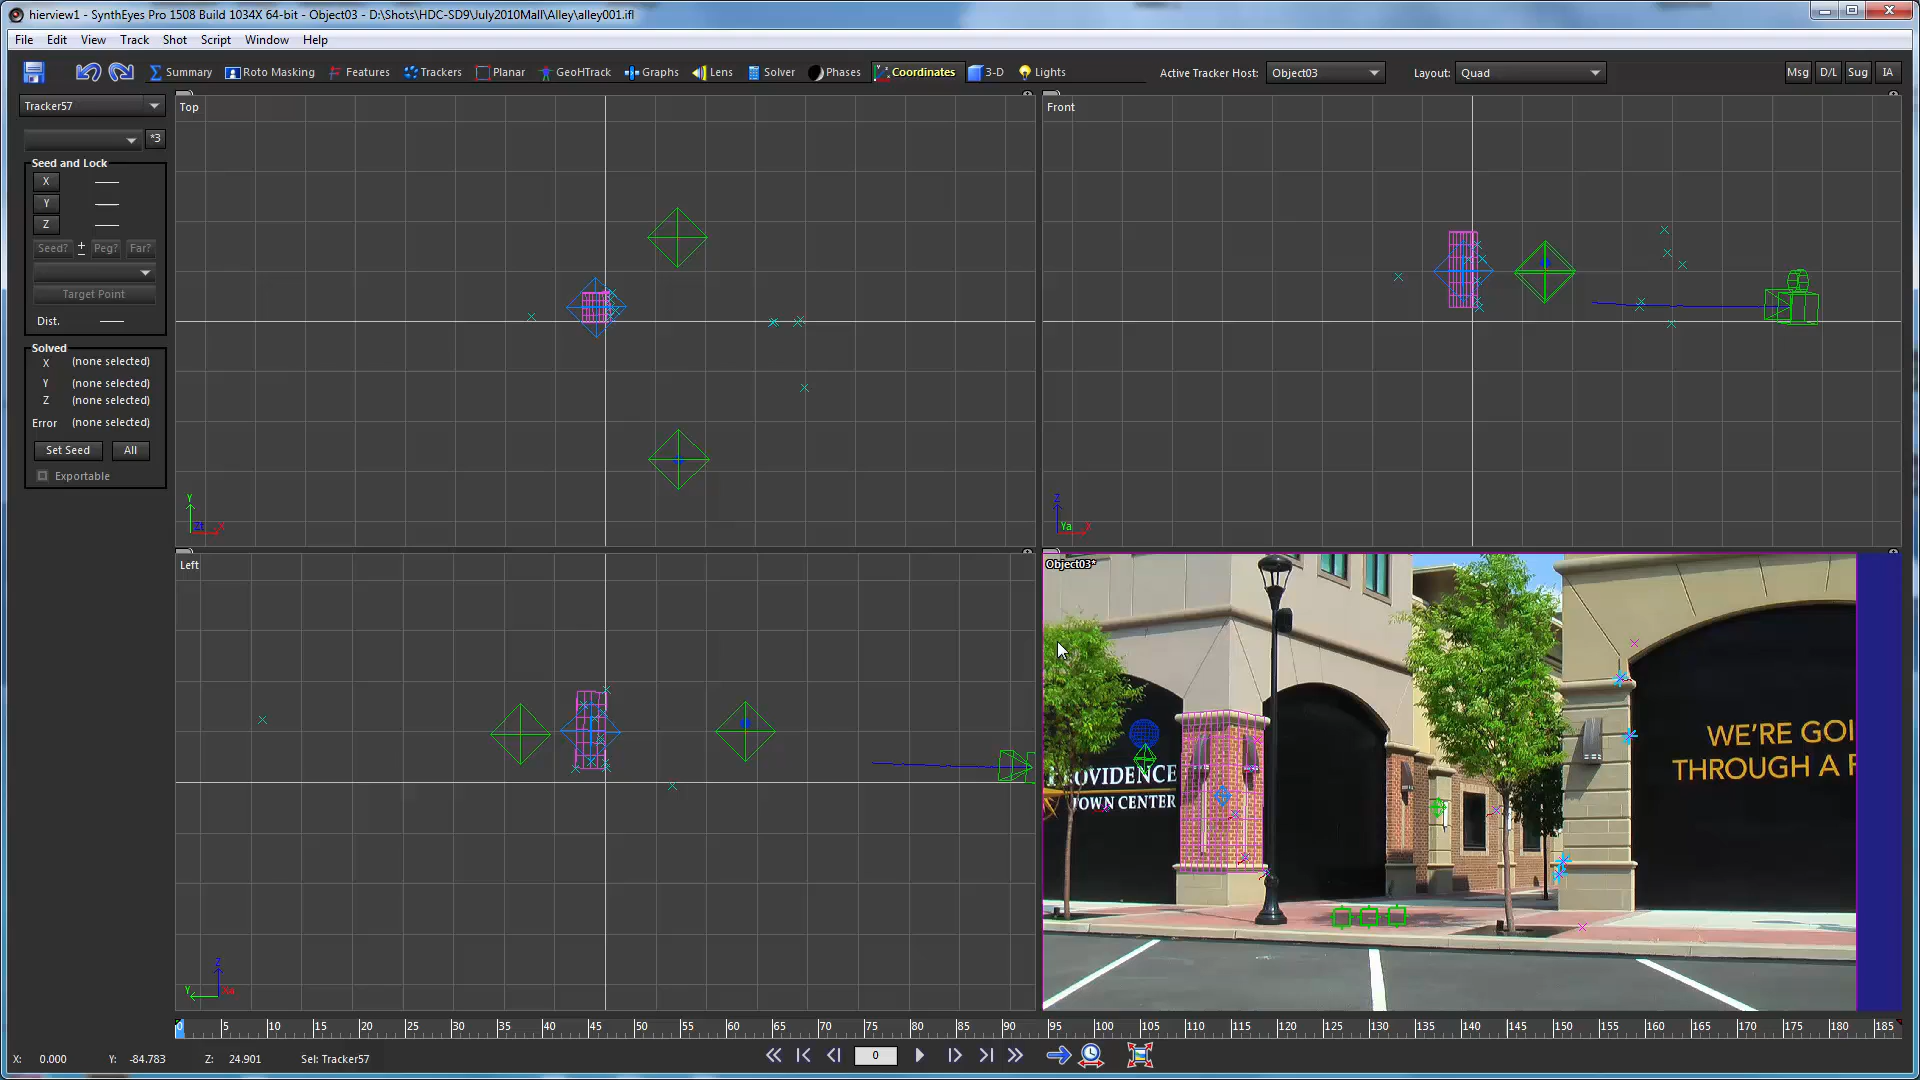 hierview1 - SynthEyes Pro 1508 Build 1034X 64-bit - Object03 - D:\Shots\HDC-SD9\July2010Mall\Alley\alley001.ifl
File Edit View Track Shot Script Window Help
Summary Roto Masking Features Trackers Planar GeoHTrack Graphs Lens Solver Phases Coordinates 3-D Lights Active Tracker Host: Object03 Layout: Quad Msg D/L Sug IA
Tracker57
*3
Seed and Lock
X
Y
Z
Seed? ± Peg? Far?
Target Point
Dist.
Solved
X (none selected)
Y (none selected)
Z (none selected)
Error (none selected)
Set Seed All
Exportable
Top
Y
Zt X
Front
Z
Ya X
Left
Z
Y Xa
Object03*
PROVIDENCE
TOWN CENTER
WE'RE GOI
THROUGH A
0 5 10 15 20 25 30 35 40 45 50 55 60 65 70 75 80 85 90 95 100 105 110 115 120 125 130 135 140 145 150 155 160 165 170 175 180 185
X: 0.000 Y: -84.783 Z: 24.901 Sel: Tracker57 0